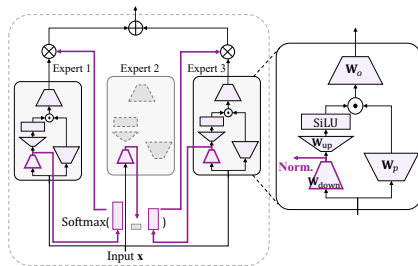 Expert 1
Expert 2
Expert 3
Softmax(
)
Input x
W_o
SiLU
W_up
Norm.
W_down
W_p